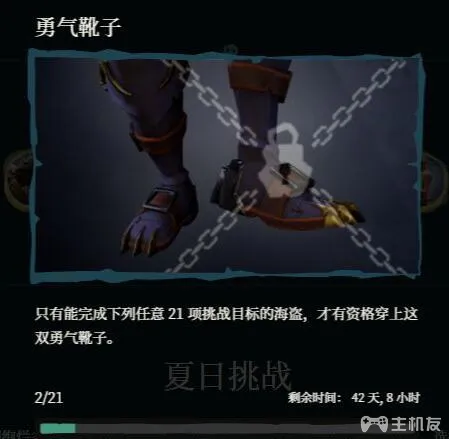 勇气靴子
只有能完成下列任意 21 项挑战目标的海盗，才有资格穿上这
双勇气靴子。
夏日挑战
2/21
剩余时间： 42 天, 8 小时
主机友